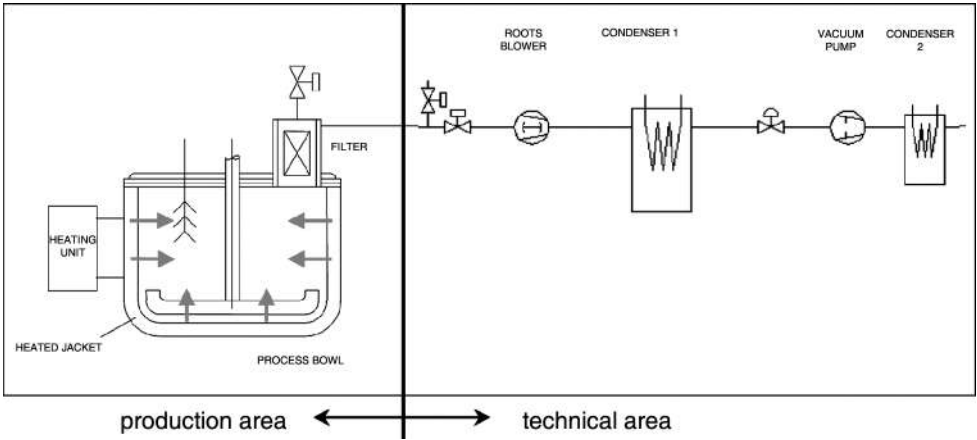 ROOTS
BLOWER
CONDENSER 1
VACUUM
PUMP
CONDENSER
2
FILTER
HEATING
UNIT
HEATED JACKET
PROCESS BOWL
production area
technical area